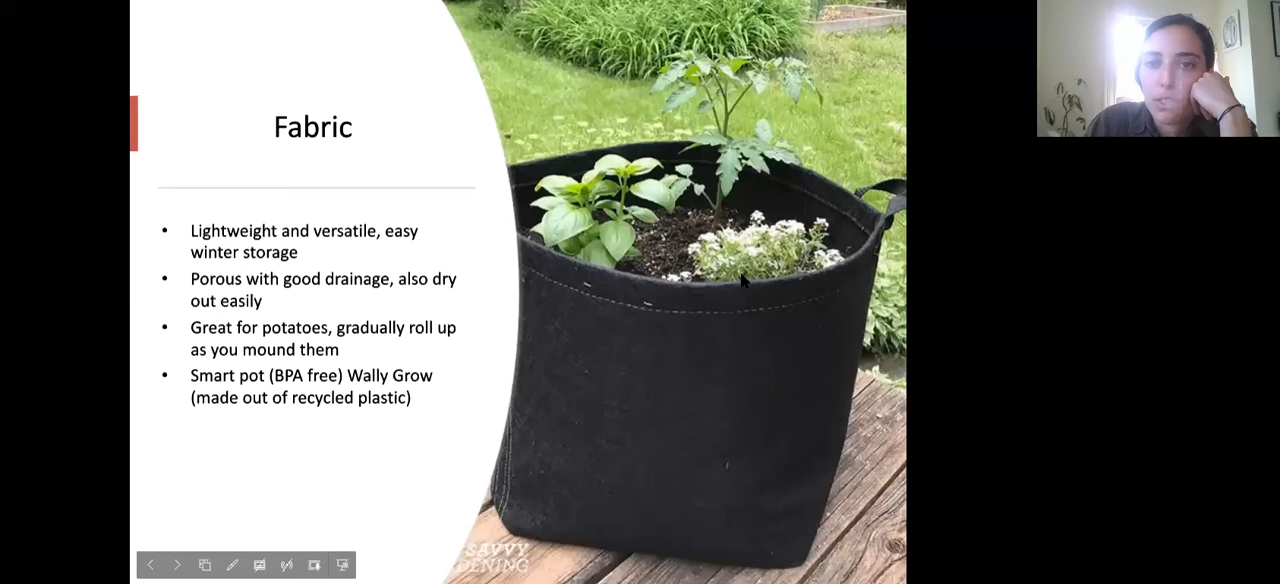 Fabric
• Lightweight and versatile, easy
winter storage
• Porous with good drainage, also dry
out easily
• Great for potatoes, gradually roll up
as you mound them
• Smart pot (BPA free) Wally Grow
(made out of recycled plastic)
SAVVY